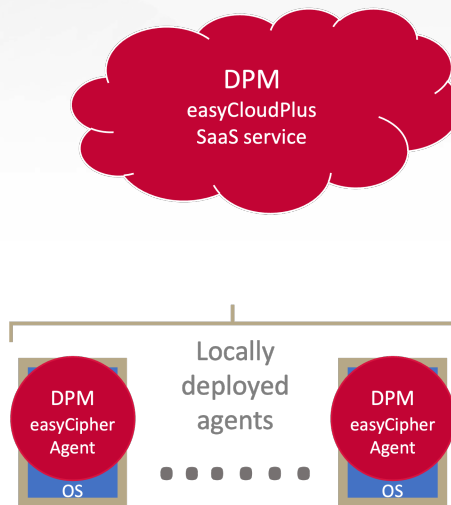 DPM
easyCloudPlus
SaaS service
Locally
deployed
agents
DPM
easyCipher
Agent
OS
DPM
easyCipher
Agent
OS